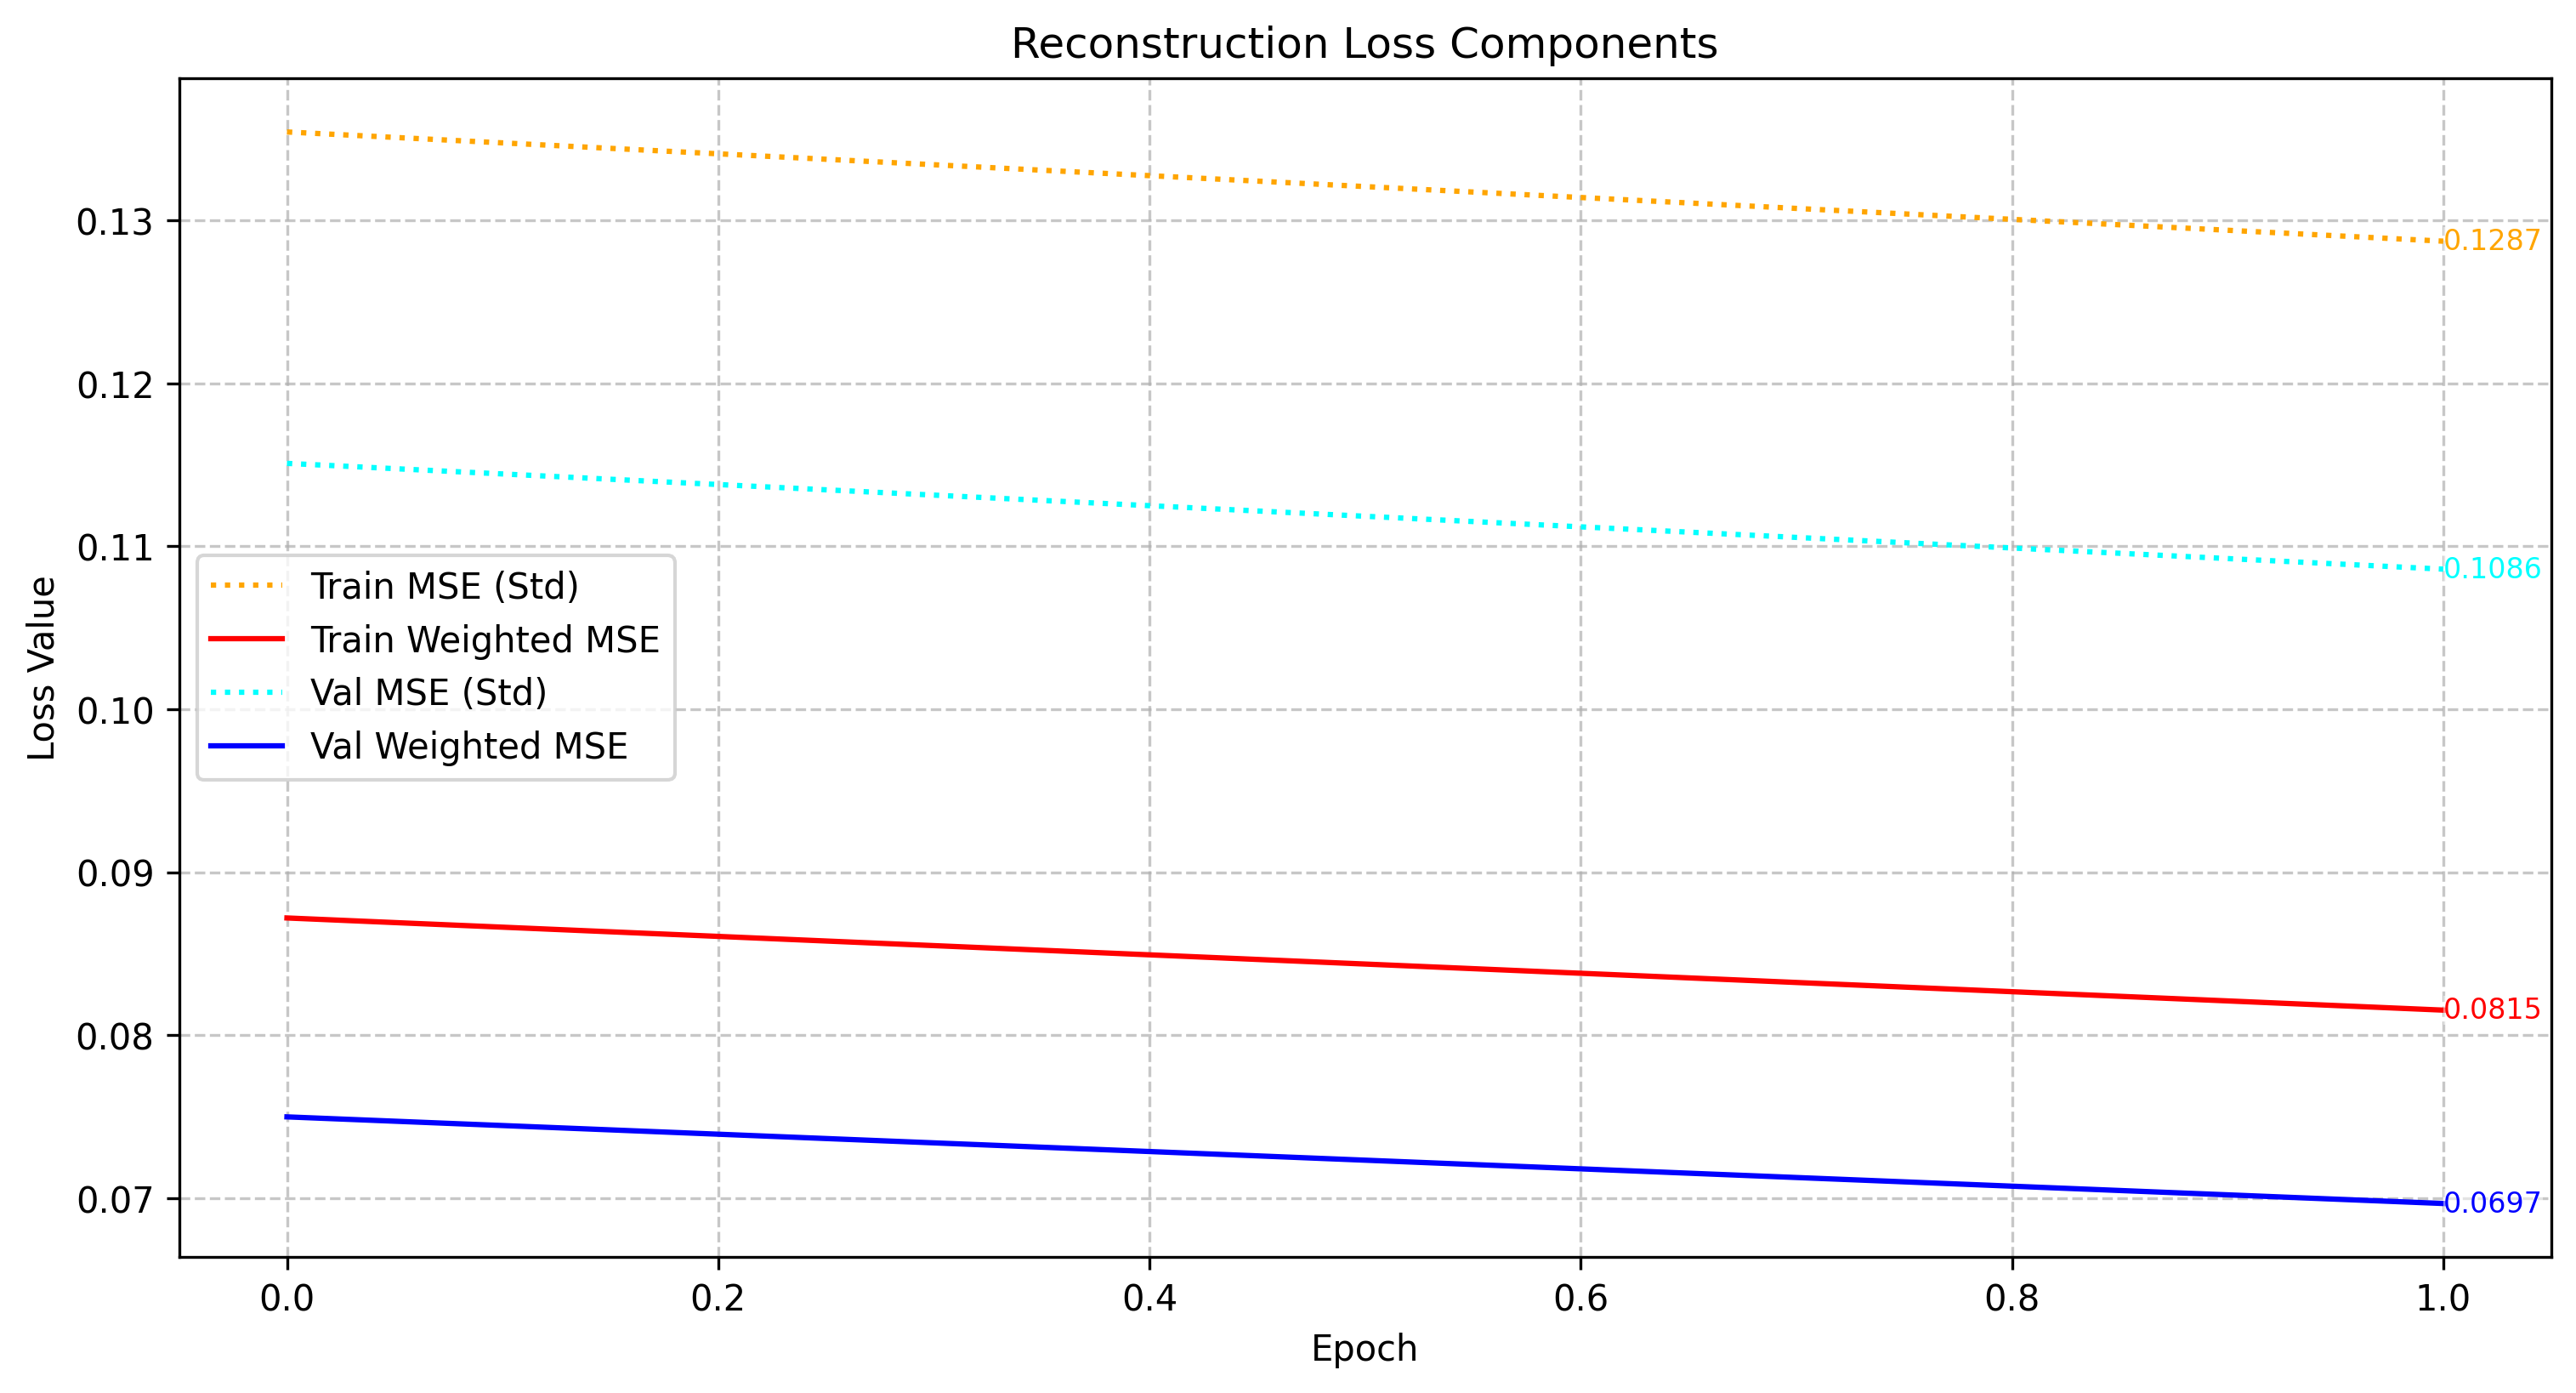 Reconstruction Loss Components
0.13
0.12
0.11
0.10
0.09
0.08
0.07
Loss Value
Train MSE (Std)
Train Weighted MSE
Val MSE (Std)
Val Weighted MSE
0.1287
0.1086
0.0815
0.0697
0.0 0.2 0.4 0.6 0.8 1.0
Epoch